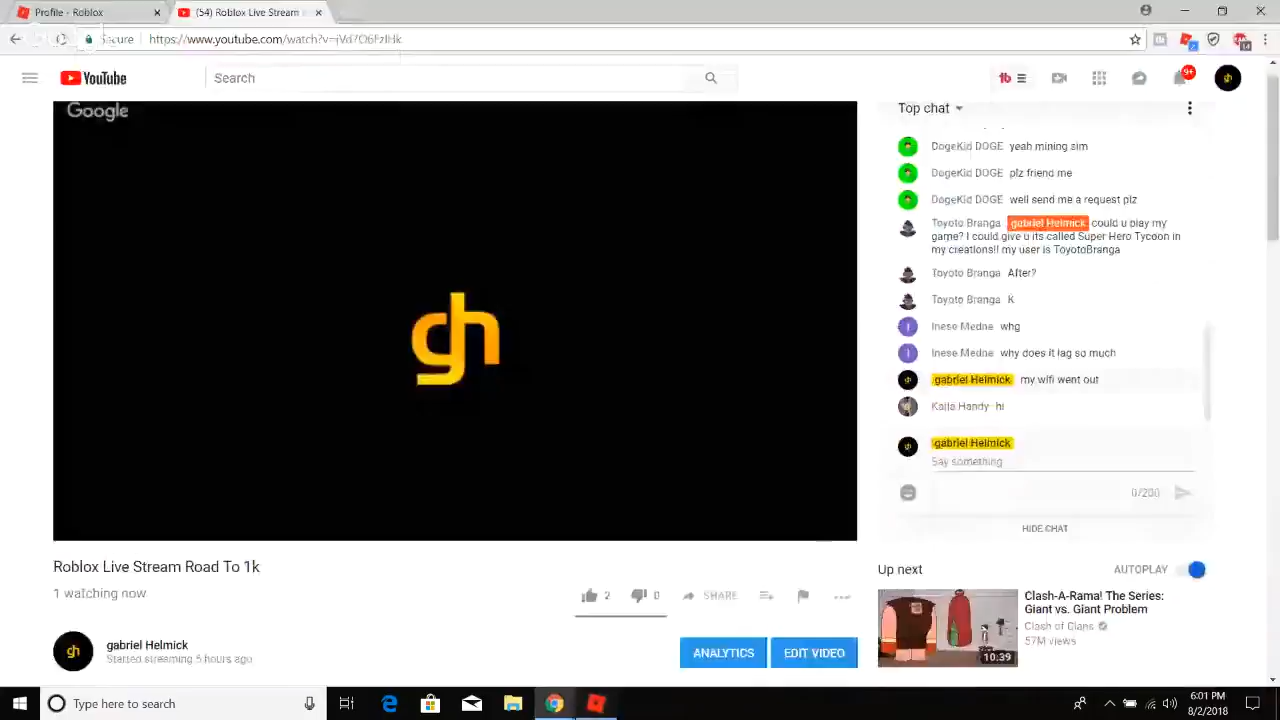 Profile - Roblox
(54) Roblox Live Stream
Secure
https://www.youtube.com/watch?v=
YouTube
Search
9+
Google
Top chat
DogeKid DOGE yeah mining sim
DogeKid DOGE plz friend me
DogeKid DOGE well send me a request plz
Toyoto Branga gabriel Helmick could u play my
game? I could give u its called Super Hero Tycoon in
my creations!! my user is ToyotoBranga
Toyoto Branga After?
Toyoto Branga K
Inese Medne whg
Inese Medne why does it lag so much
gabriel Helmick my wifi went out
Kaila Handy hi
gabriel Helmick
Say something
0/200
HIDE CHAT
gh
Roblox Live Stream Road To 1k
1 watching now
2
0
SHARE
gh
gabriel Helmick
Started streaming 5 hours ago
ANALYTICS
EDIT VIDEO
Up next
AUTOPLAY
Clash-A-Rama! The Series:
Giant vs. Giant Problem
Clash of Clans
57M views
10:39
Type here to search
6:01 PM
8/2/2018